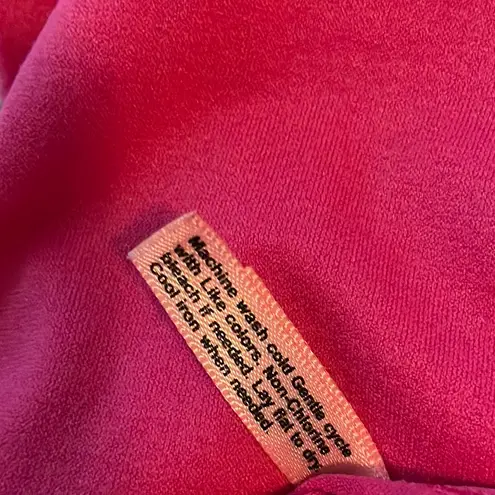 Machine wash cold Gentle cycle
with Like colors. Non-Chlorine
bleach if needed. Lay flat to dry.
Cool iron when needed